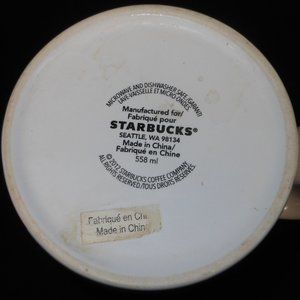 MICROWAVE AND DISHWASHER SAFE/GARANTI
LAVE-VAISSELLE ET MICRO-ONDES.
Manufactured for/
Fabriqué pour
STARBUCKS®
SEATTLE, WA 98134
Made in China/
Fabriqué en Chine
558 ml
©2012 STARBUCKS COFFEE COMPANY.
ALL RIGHTS RESERVED/TOUS DROITS RESERVÉS
Fabriqué en Chi
Made in Chin